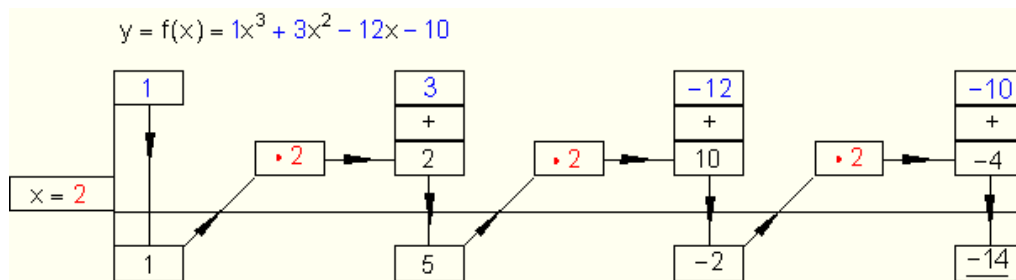 y = f(x) = 1x³ + 3x² − 12x − 10
1 3 −12 −10
+ + +
• 2 2 • 2 10 • 2 −4
x = 2
1 5 −2 −14